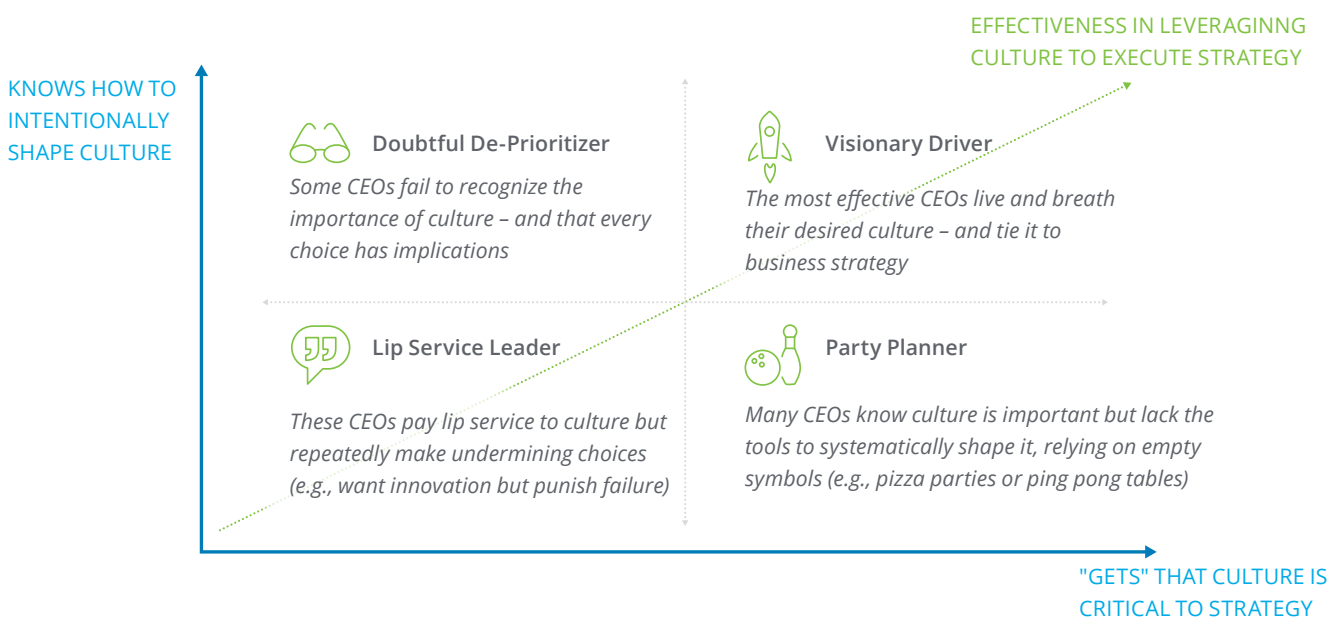 EFFECTIVENESS IN LEVERAGINNG
CULTURE TO EXECUTE STRATEGY
KNOWS HOW TO
INTENTIONALLY
SHAPE CULTURE
Doubtful De-Prioritizer
Some CEOs fail to recognize the
importance of culture – and that every
choice has implications
Visionary Driver
The most effective CEOs live and breath
their desired culture – and tie it to
business strategy
Lip Service Leader
These CEOs pay lip service to culture but
repeatedly make undermining choices
(e.g., want innovation but punish failure)
Party Planner
Many CEOs know culture is important but lack the
tools to systematically shape it, relying on empty
symbols (e.g., pizza parties or ping pong tables)
"GETS" THAT CULTURE IS
CRITICAL TO STRATEGY